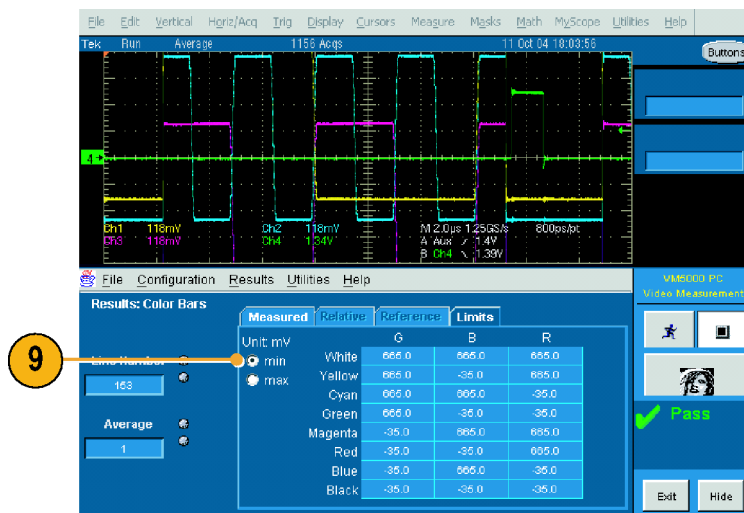 File Edit Vertical Horiz/Acq Trig Display Cursors Measure Masks Math MyScope Utilities Help
Tek Run Average 1156 Acqs 11 Oct 04 18:03:56
Buttons
4
Ch1 118mV Ch2 118mV M 2.0µs 1.25GS/s 800ps/pt
Ch3 118mV Ch4 1.34V A Aux 1.4V
B Ch4 1.39V
File Configuration Results Utilities Help
VM5000 PC
Video Measurement
Results: Color Bars
Measured Relative Reference Limits
Unit: mV G B R
9
Line Number
min White 665.0 665.0 665.0
163
max Yellow 665.0 -35.0 665.0
Cyan 665.0 665.0 -35.0
Green 665.0 -35.0 -35.0
Pass
Average
Magenta -35.0 665.0 665.0
1
Red -35.0 -35.0 665.0
Blue -35.0 665.0 -35.0
Black -35.0 -35.0 -35.0
Exit Hide